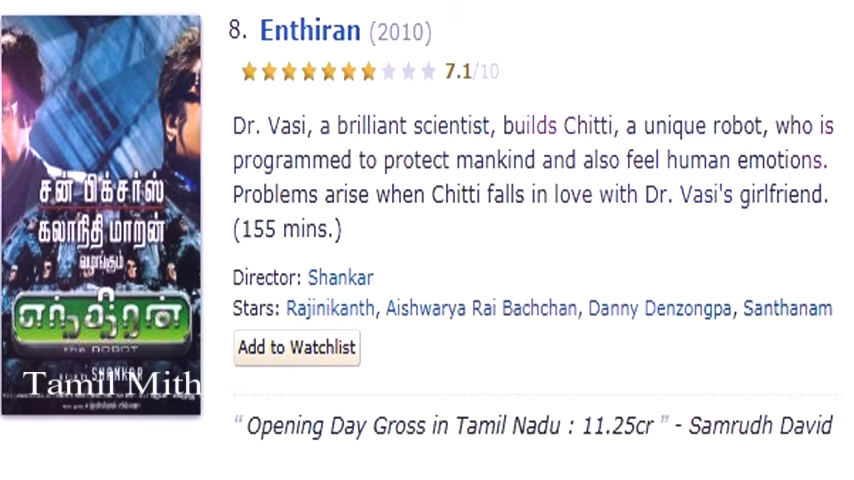 8. Enthiran (2010)
7.1/10
Dr. Vasi, a brilliant scientist, builds Chitti, a unique robot, who is
programmed to protect mankind and also feel human emotions.
Problems arise when Chitti falls in love with Dr. Vasi's girlfriend.
(155 mins.)
Director: Shankar
Stars: Rajinikanth, Aishwarya Rai Bachchan, Danny Denzongpa, Santhanam
Add to Watchlist
“ Opening Day Gross in Tamil Nadu : 11.25cr ” - Samrudh David
சன் பிக்சர்ஸ்
கலாநிதி மாறன்
வழங்கும்
எந்திரன்
the ROBOT
SHANKAR
Tamil Mith